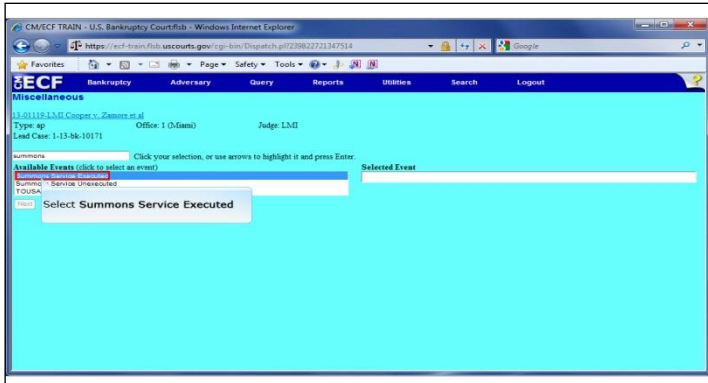 CM/ECF TRAIN - U.S. Bankruptcy Court:flsb - Windows Internet Explorer
https://ecf-train.flsb.uscourts.gov/cgi-bin/Dispatch.pl?239822721347514
Google
Favorites Page Safety Tools
ECF Bankruptcy Adversary Query Reports Utilities Search Logout ?
Miscellaneous
13-01119-LMI Cooper v. Zamore et al
Type: ap Office: 1 (Miami) Judge: LMI
Lead Case: 1-13-bk-10171
summons Click your selection, or use arrows to highlight it and press Enter.
Available Events (click to select an event) Selected Event
Summons Service Executed
Service Unexecuted
TOUSA
Next Select Summons Service Executed